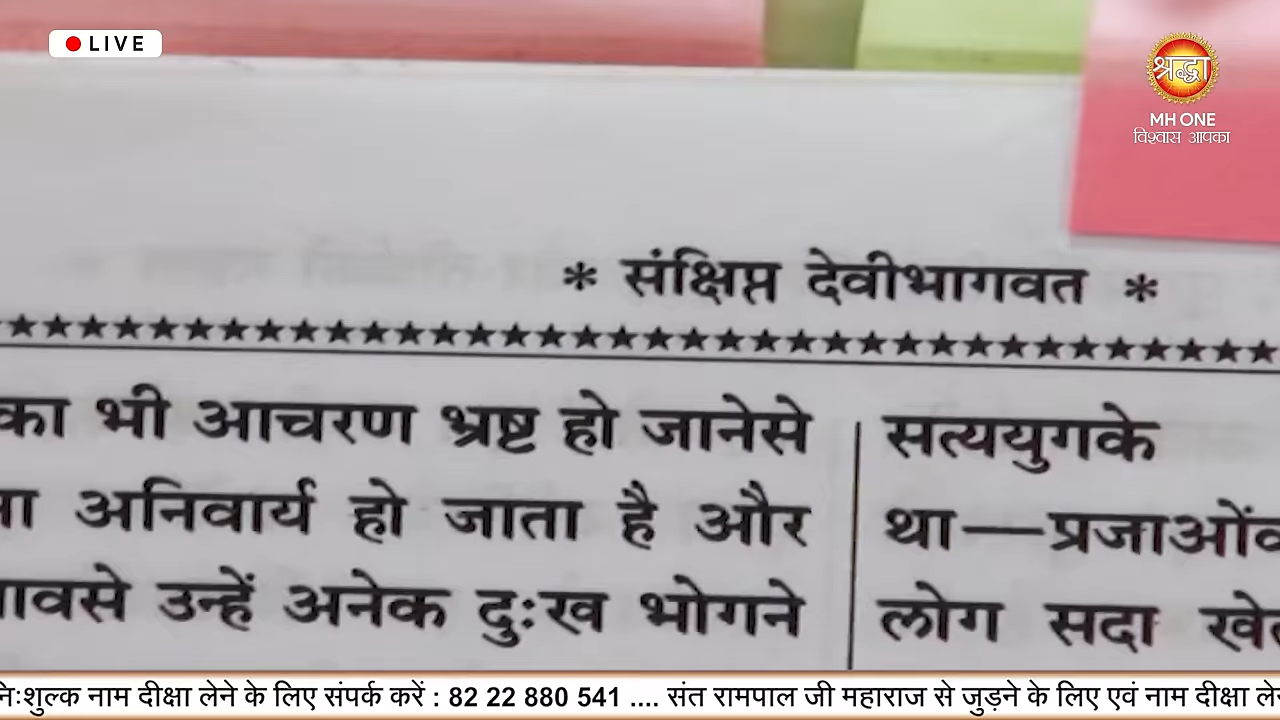 LIVE
श्रद्धा
MH ONE
विश्वास आपका
* संक्षिप्त देवीभागवत *
का भी आचरण भ्रष्ट हो जानेसे
अनिवार्य हो जाता है और
उन्हें अनेक दुःख भोगने
सत्ययुगके
था—प्रजाओं
लोग सदा
निःशुल्क नाम दीक्षा लेने के लिए संपर्क करें : 82 22 880 541 .... संत रामपाल जी महाराज से जुड़ने के लिए एवं नाम दीक्षा